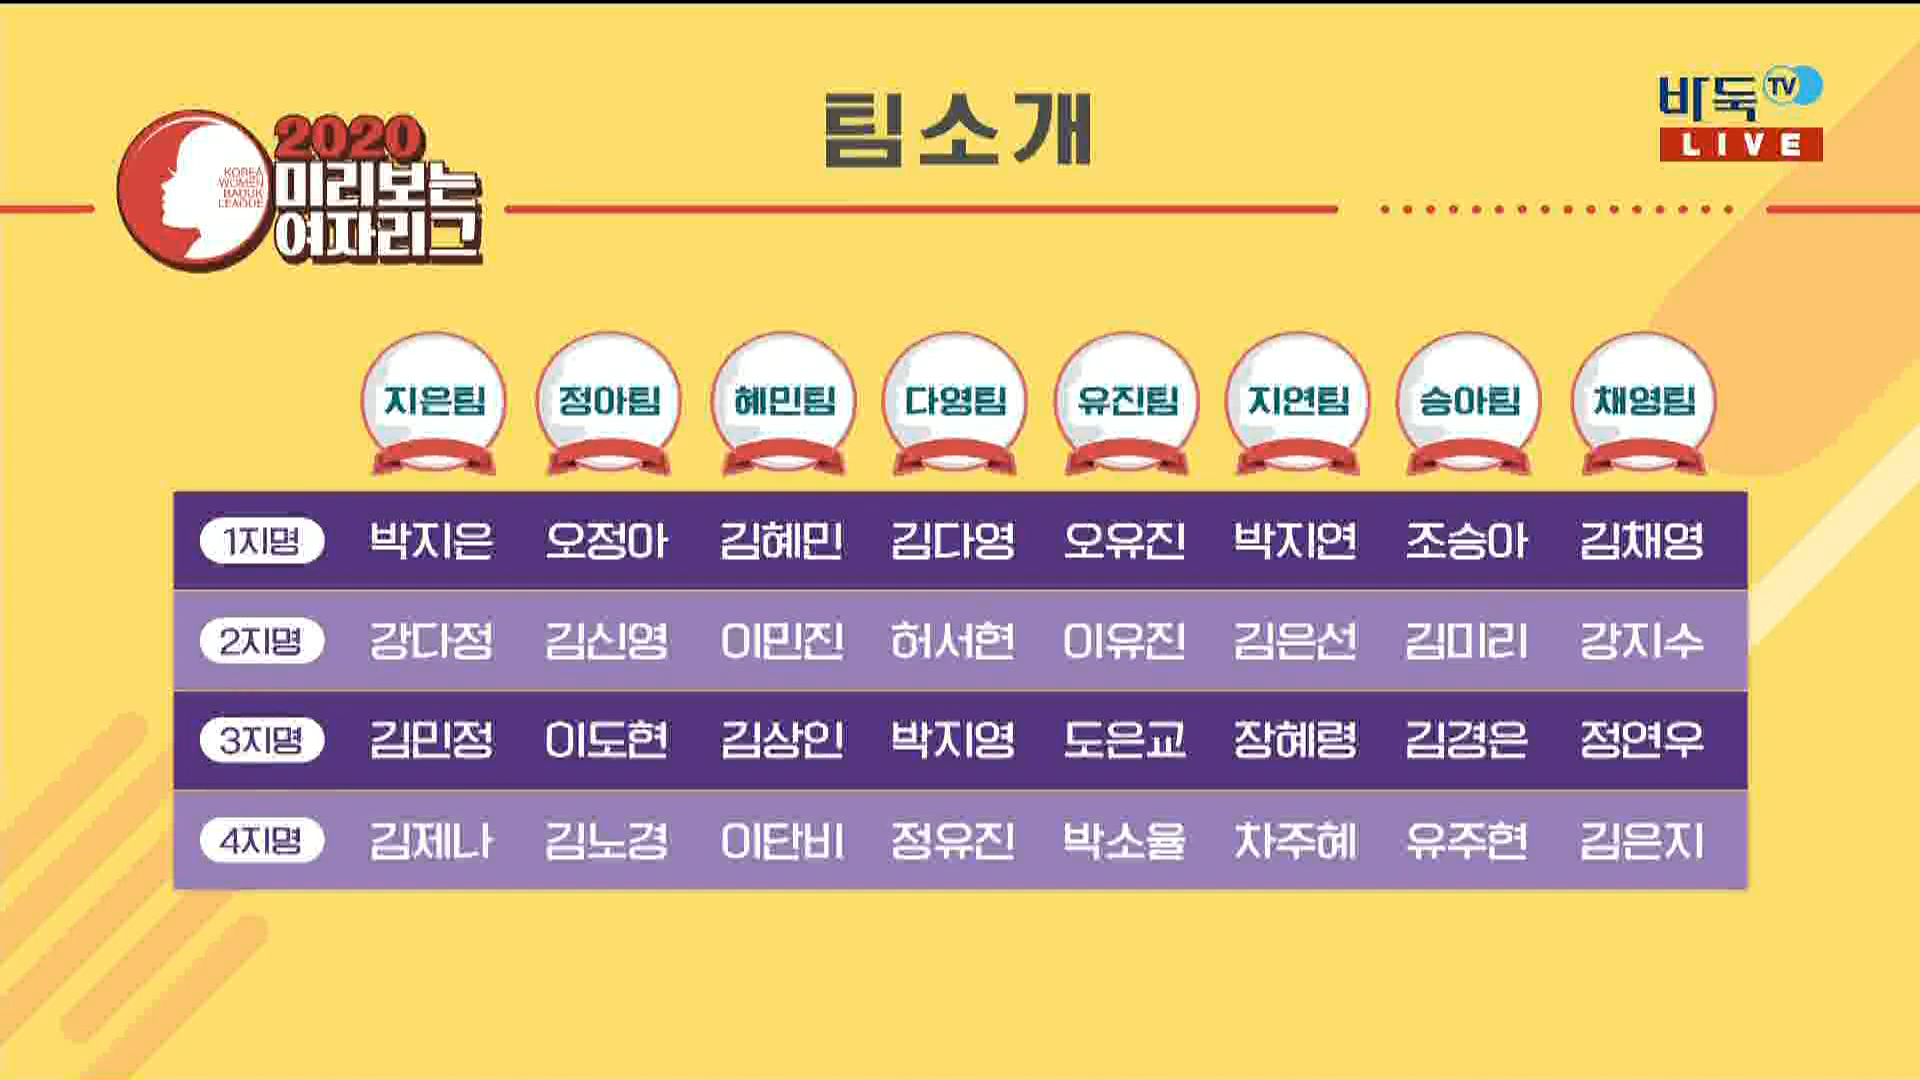 팀소개
바둑TV
LIVE
KOREA
WOMEN
BADUK
LEAGUE
2020
미리보는
여자리그
지은팀 정아팀 혜민팀 다영팀 유진팀 지연팀 승아팀 채영팀
1지명 박지은 오정아 김혜민 김다영 오유진 박지연 조승아 김채영
2지명 강다정 김신영 이민진 허서현 이유진 김은선 김미리 강지수
3지명 김민정 이도현 김상인 박지영 도은교 장혜령 김경은 정연우
4지명 김제나 김노경 이단비 정유진 박소율 차주혜 유주현 김은지